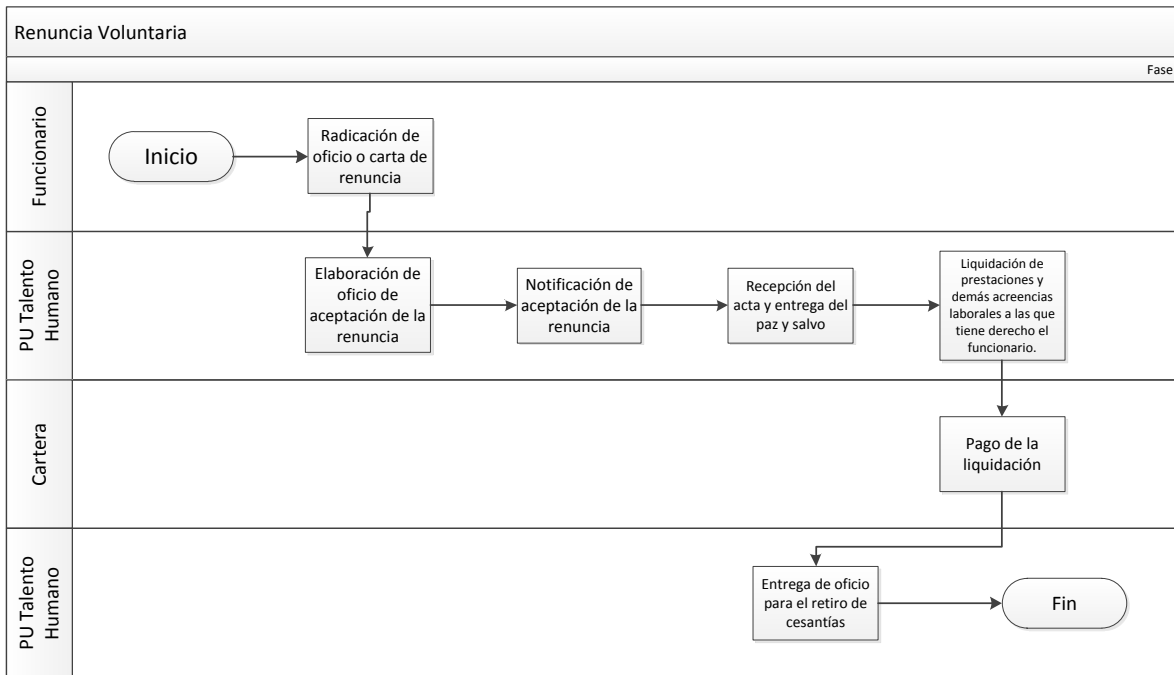 Renuncia Voluntaria
Fase
Funcionario
Inicio
Radicación de
oficio o carta de
renuncia
PU Talento
Humano
Elaboración de
oficio de
aceptación de la
renuncia
Notificación de
aceptación de la
renuncia
Recepción del
acta y entrega del
paz y salvo
Liquidación de
prestaciones y
demás acreencias
laborales a las que
tiene derecho el
funcionario.
Cartera
Pago de la
liquidación
PU Talento
Humano
Entrega de oficio
para el retiro de
cesantías
Fin